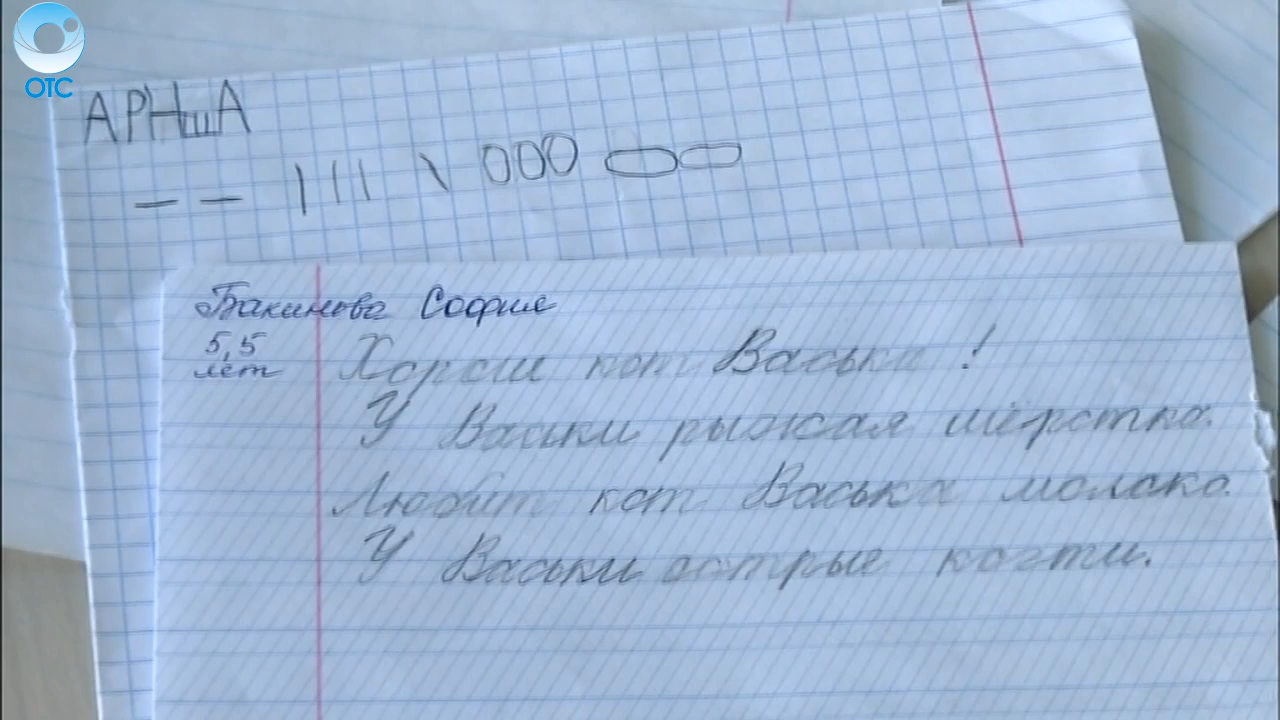 ОТС
АРНшА
Бакинова София
5,5
лет
Хорош кот Васька!
У Васьки рыжая шёрстка.
Любит кот Васька молоко.
У Васьки острые когти.